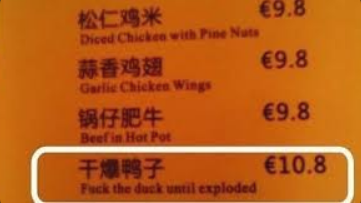 松仁鸡米 €9.8
Diced Chicken with Pine Nuts
蒜香鸡翅 €9.8
Garlic Chicken Wings
锅仔肥牛 €9.8
Beef in Hot Pot
干爆鸭子 €10.8
Fuck the duck until exploded